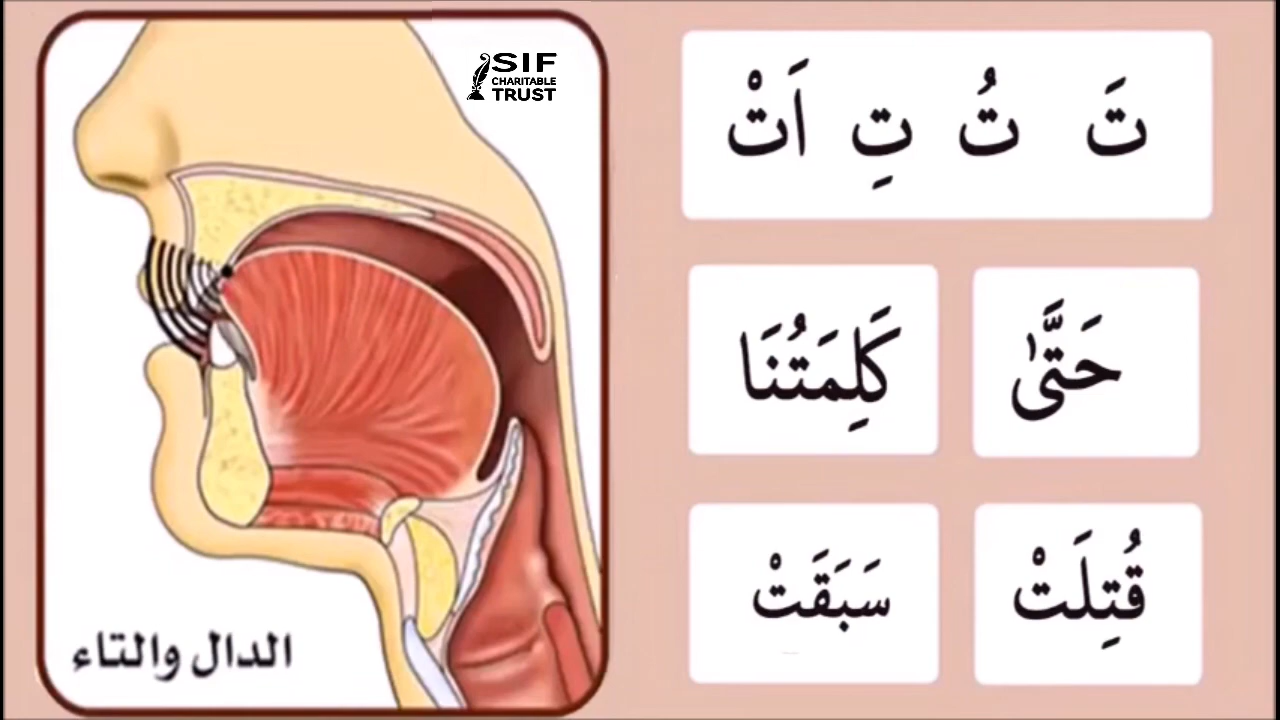 SIF
CHARITABLE
TRUST
الدال والتاء
تَ تُ تِ اَتْ
حَتَّىٰ
كَلِمَتُنَا
قُتِلَتْ
سَبَقَتْ